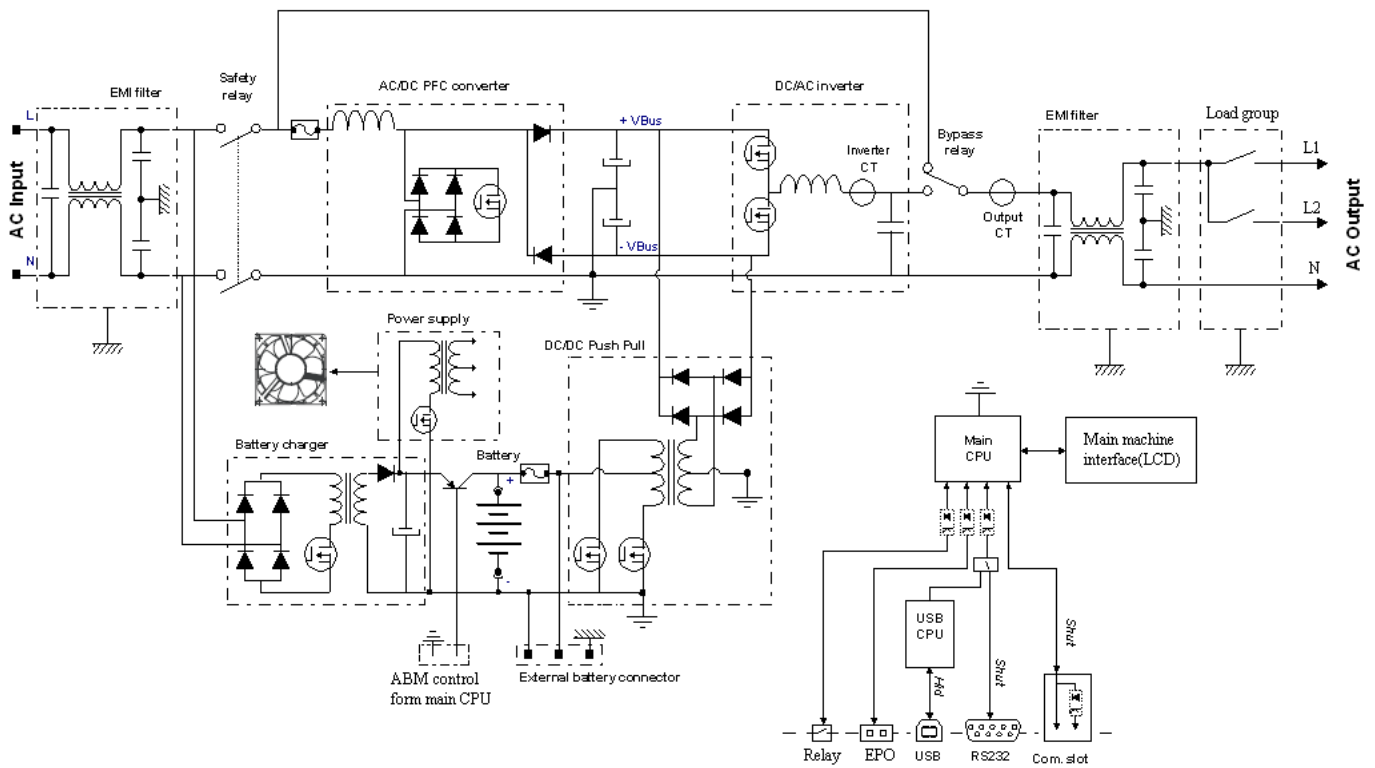 Safety
relay
EMI filter
AC/DC PFC converter
DC/AC inverter
EMI filter
Load group
L
+ VBus
Inverter
CT
Bypass
relay
L1
AC Input
Output
CT
L2
AC Output
N
- VBus
N
Power supply
DC/DC Push Pull
Battery charger
Battery
+
-
Main
CPU
Main machine
interface(LCD)
USB
CPU
Shut
Shut
Hid
ABM control
form main CPU
External battery connector
Relay
EPO
USB
RS232
Com. slot